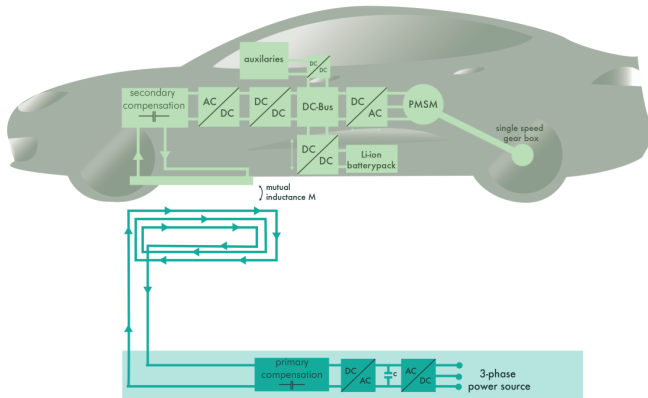 auxilaries
DC
DC
secondary
compensation
AC
DC
DC
DC
DC-Bus
DC
AC
PMSM
single speed
gear box
DC
DC
Li-ion
batterypack
mutual
inductance M
primary
compensation
DC
AC
c
AC
DC
3-phase
power source